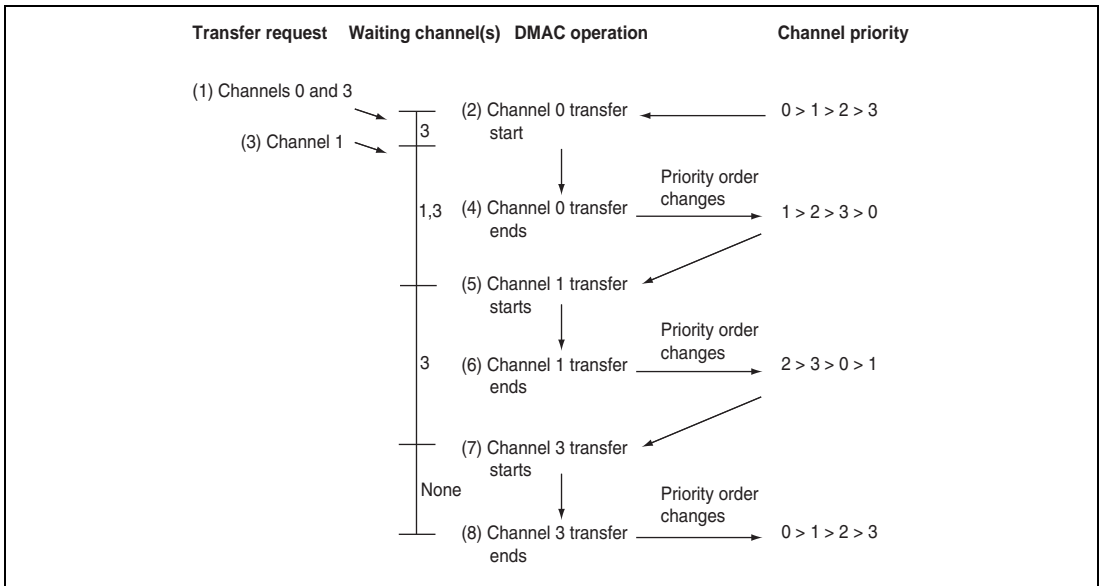 Transfer request Waiting channel(s) DMAC operation Channel priority
(1) Channels 0 and 3
(2) Channel 0 transfer
start
0 > 1 > 2 > 3
3
(3) Channel 1
Priority order
changes
1,3
(4) Channel 0 transfer
ends
1 > 2 > 3 > 0
(5) Channel 1 transfer
starts
Priority order
changes
3
(6) Channel 1 transfer
ends
2 > 3 > 0 > 1
(7) Channel 3 transfer
starts
None
Priority order
changes
(8) Channel 3 transfer
ends
0 > 1 > 2 > 3